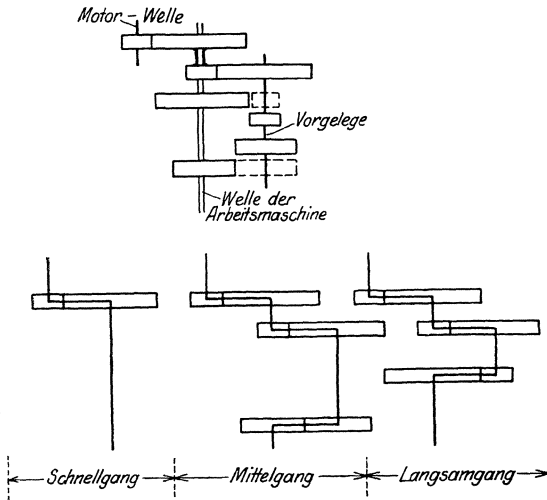 Motor-Welle
Vorgelege
Welle der
Arbeitsmaschine
Schnellgang
Mittelgang
Langsamgang